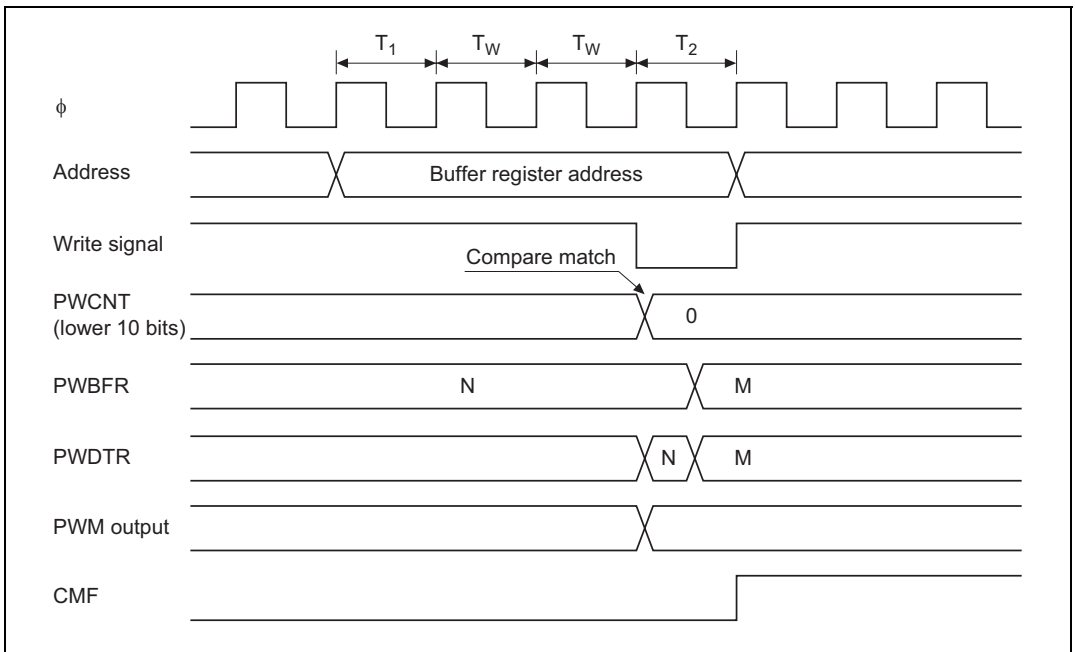 T1 TW TW T2
ϕ
Address Buffer register address
Write signal
Compare match
PWCNT
(lower 10 bits) 0
PWBFR N M
PWDTR N M
PWM output
CMF